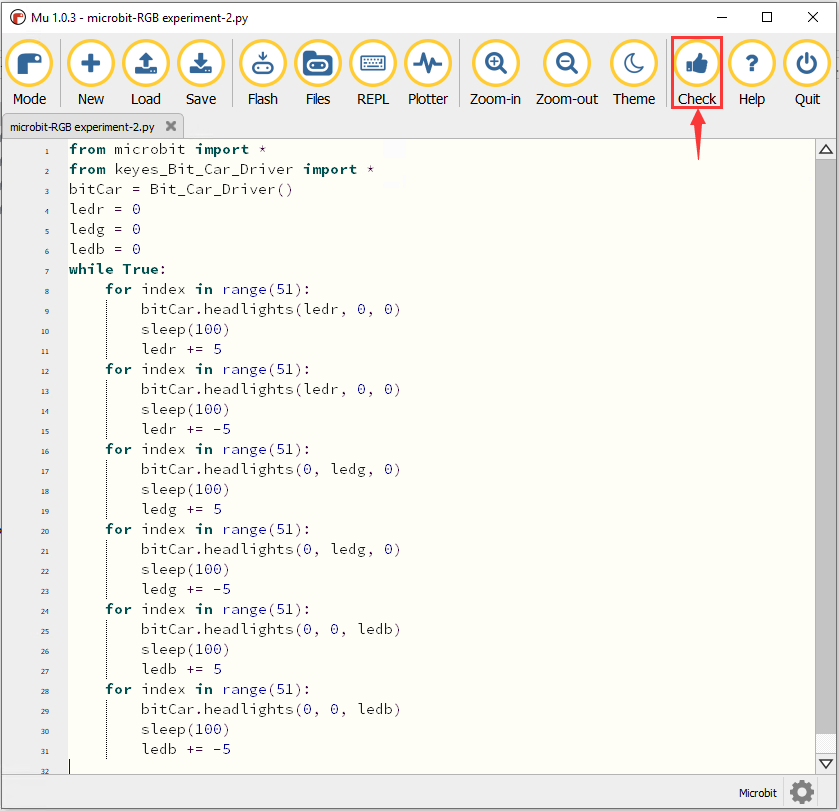 Mu 1.0.3 - microbit-RGB experiment-2.py
Mode New Load Save Flash Files REPL Plotter Zoom-in Zoom-out Theme Check Help Quit
microbit-RGB experiment-2.py
1 from microbit import *
2 from keyes_Bit_Car_Driver import *
3 bitCar = Bit_Car_Driver()
4 ledr = 0
5 ledg = 0
6 ledb = 0
7 while True:
8 for index in range(51):
9 bitCar.headlights(ledr, 0, 0)
10 sleep(100)
11 ledr += 5
12 for index in range(51):
13 bitCar.headlights(ledr, 0, 0)
14 sleep(100)
15 ledr += -5
16 for index in range(51):
17 bitCar.headlights(0, ledg, 0)
18 sleep(100)
19 ledg += 5
20 for index in range(51):
21 bitCar.headlights(0, ledg, 0)
22 sleep(100)
23 ledg += -5
24 for index in range(51):
25 bitCar.headlights(0, 0, ledb)
26 sleep(100)
27 ledb += 5
28 for index in range(51):
29 bitCar.headlights(0, 0, ledb)
30 sleep(100)
31 ledb += -5
32
Microbit